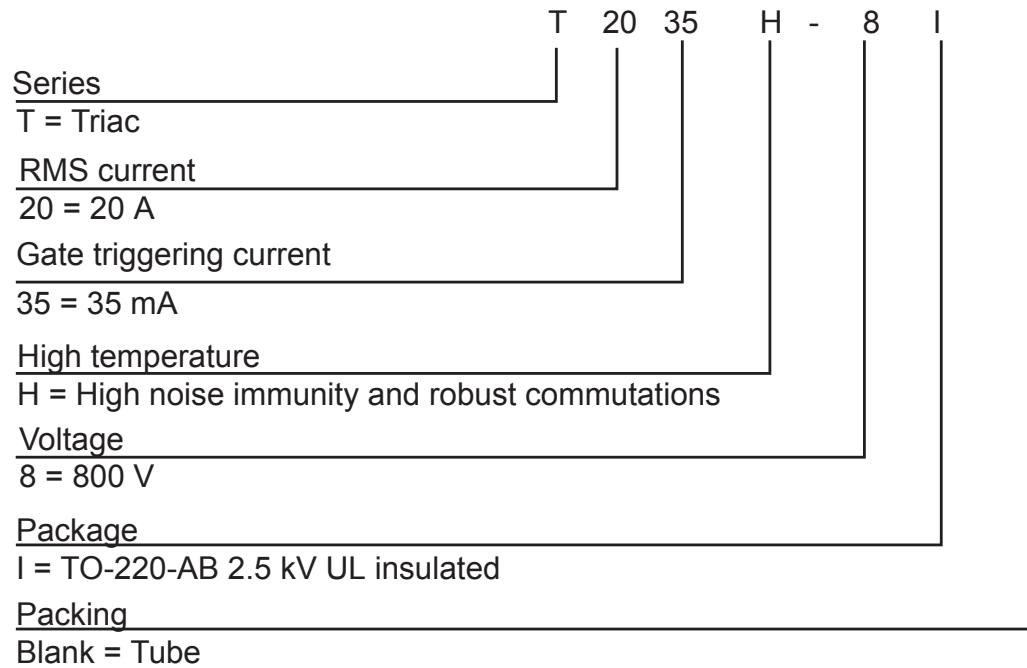 T 20 35 H - 8 I
Series
T = Triac
RMS current
20 = 20 A
Gate triggering current
35 = 35 mA
High temperature
H = High noise immunity and robust commutations
Voltage
8 = 800 V
Package
I = TO-220-AB 2.5 kV UL insulated
Packing
Blank = Tube